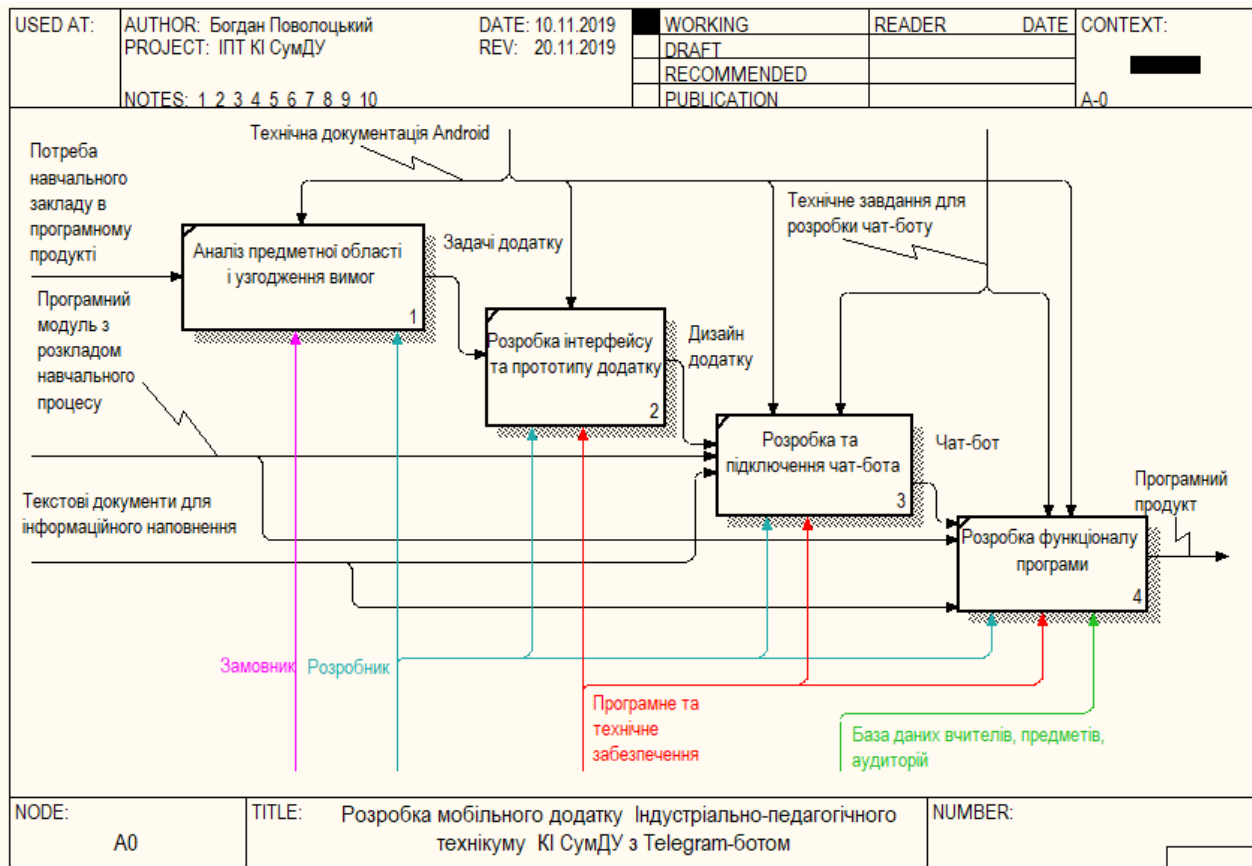 USED AT:
AUTHOR: Богдан Поволоцький
DATE: 10.11.2019
PROJECT: ІПТ КІ СумДУ
REV: 20.11.2019
NOTES: 1 2 3 4 5 6 7 8 9 10
WORKING
DRAFT
RECOMMENDED
PUBLICATION
READER
DATE
CONTEXT:
A-0
Технічна документація Android
Потреба
навчального
закладу в
програмному
продукті
Технічне завдання для
розробки чат-боту
Аналіз предметної області
і узгодження вимог
1
Задачі додатку
Програмний
модуль з
розкладом
навчального
процесу
Розробка інтерфейсу
та прототипу додатку
2
Дизайн
додатку
Розробка та
підключення чат-бота
3
Чат-бот
Текстові документи для
інформаційного наповнення
Програмний
продукт
Розробка функціоналу
програми
4
Замовник
Розробник
Програмне та
технічне
забезпечення
База даних вчителів, предметів,
аудиторій
NODE:
A0
TITLE:
Розробка мобільного додатку Індустріально-педагогічного
технікуму КІ СумДУ з Telegram-ботом
NUMBER: